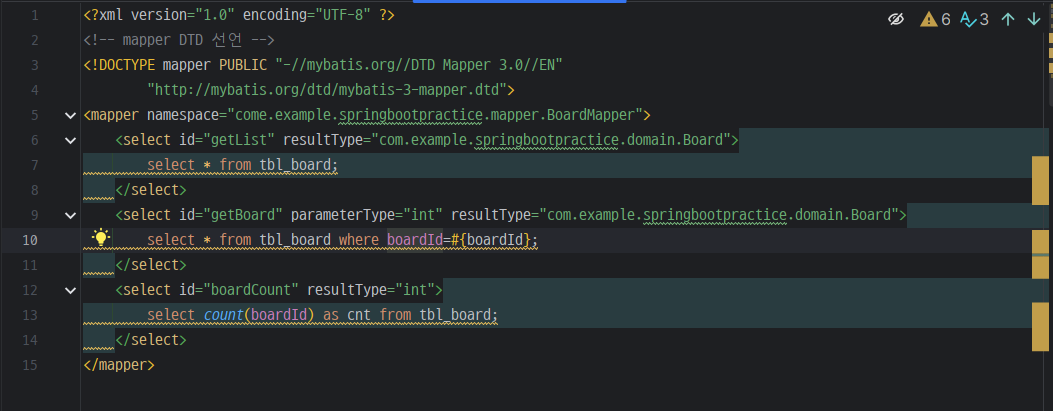 6 3
1 <?xml version="1.0" encoding="UTF-8" ?>
2 <!-- mapper DTD 선언 -->
3 <!DOCTYPE mapper PUBLIC "-//mybatis.org//DTD Mapper 3.0//EN"
4 "http://mybatis.org/dtd/mybatis-3-mapper.dtd">
5 <mapper namespace="come.example.springbootpractice.mapper.BoardMapper">
6 <select id="getList" resultType="com.example.springbootpractice.domain.Board">
7 select * from tbl_board;
8 </select>
9 <select id="getBoard" parameterType="int" resultType="com.example.springbootpractice.domain.Board">
10 select * from tbl_board where boardId=#{boardId};
11 </select>
12 <select id="boardCount" resultType="int">
13 select count(boardId) as cnt from tbl_board;
14 </select>
15 </mapper>